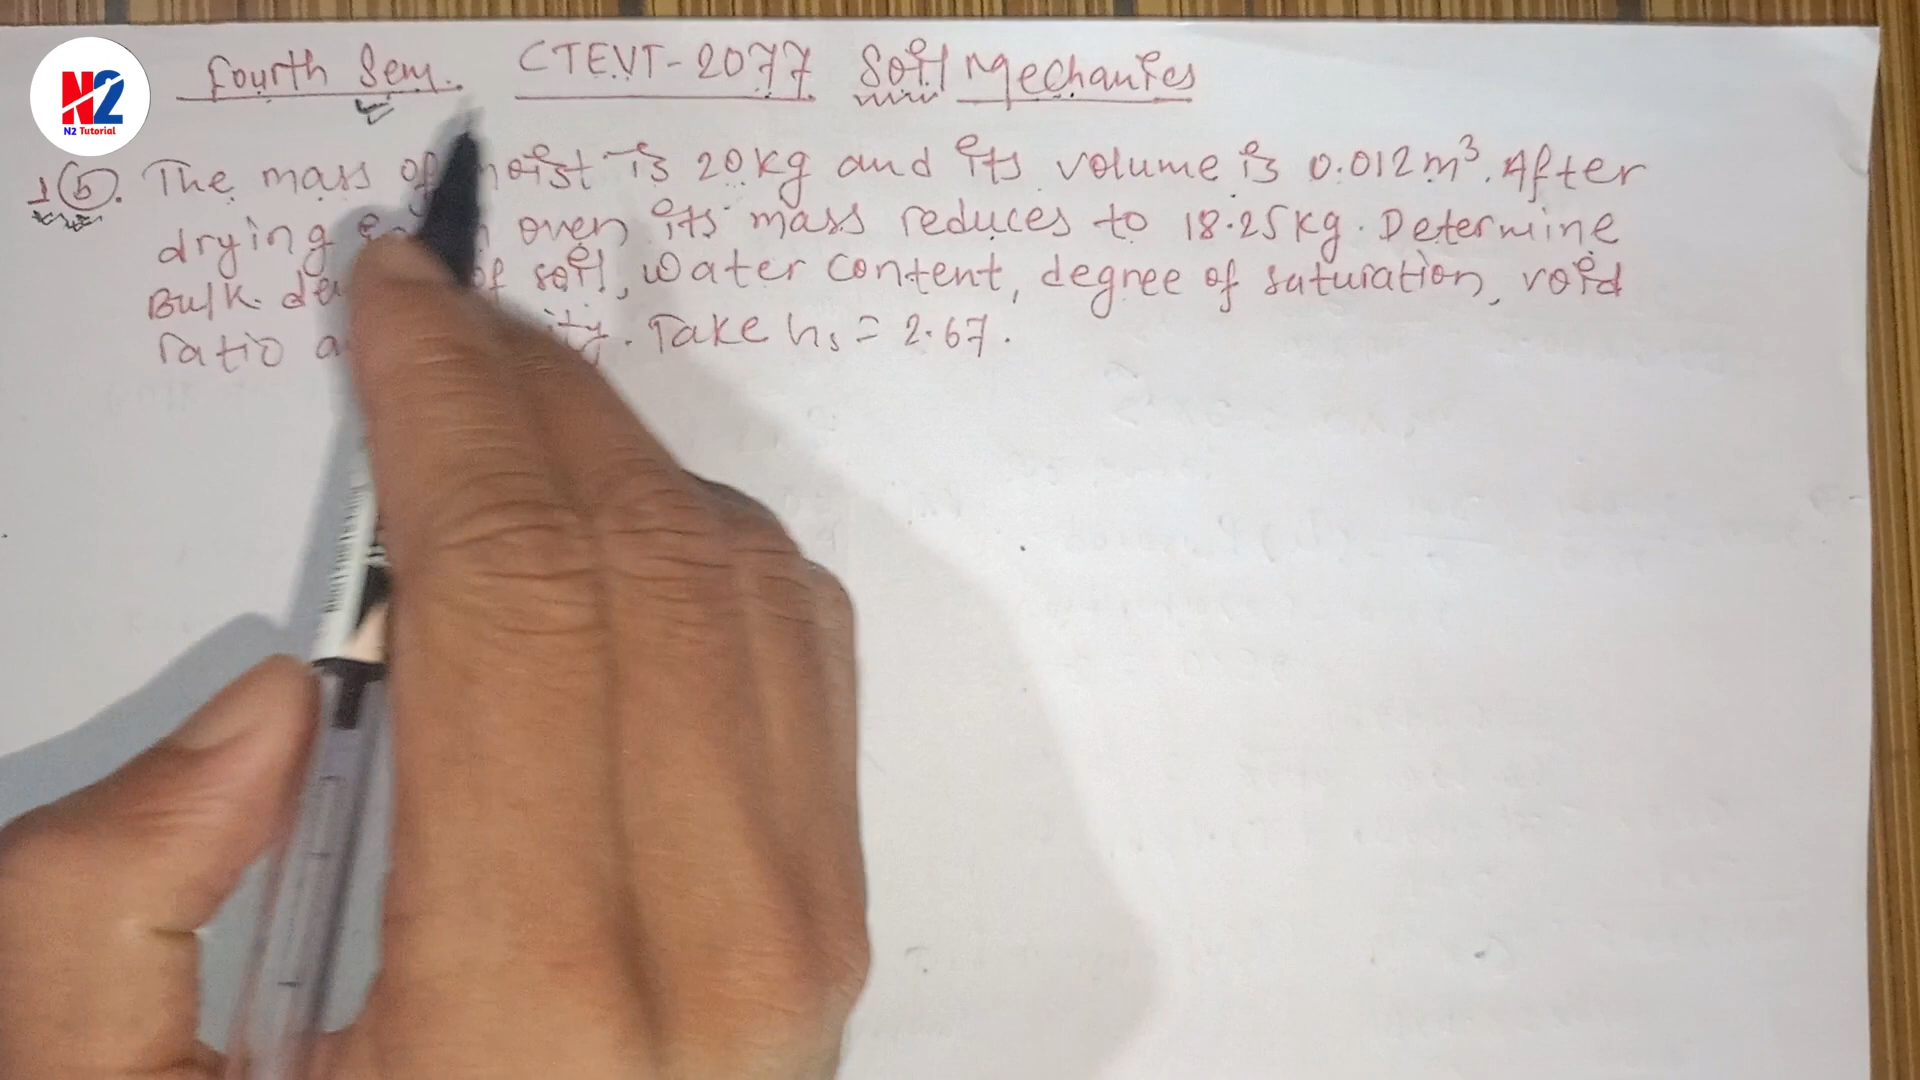 N2
N2 Tutorial
Fourth Sem. CTEVT-2077 Soil Mechanics
1(b). The mass of moist is 20kg and its volume is 0.012m³. After
drying oven its mass reduces to 18.25kg. Determine
Bulk of soil, water content, degree of saturation, void
ratio Take hs = 2.67.